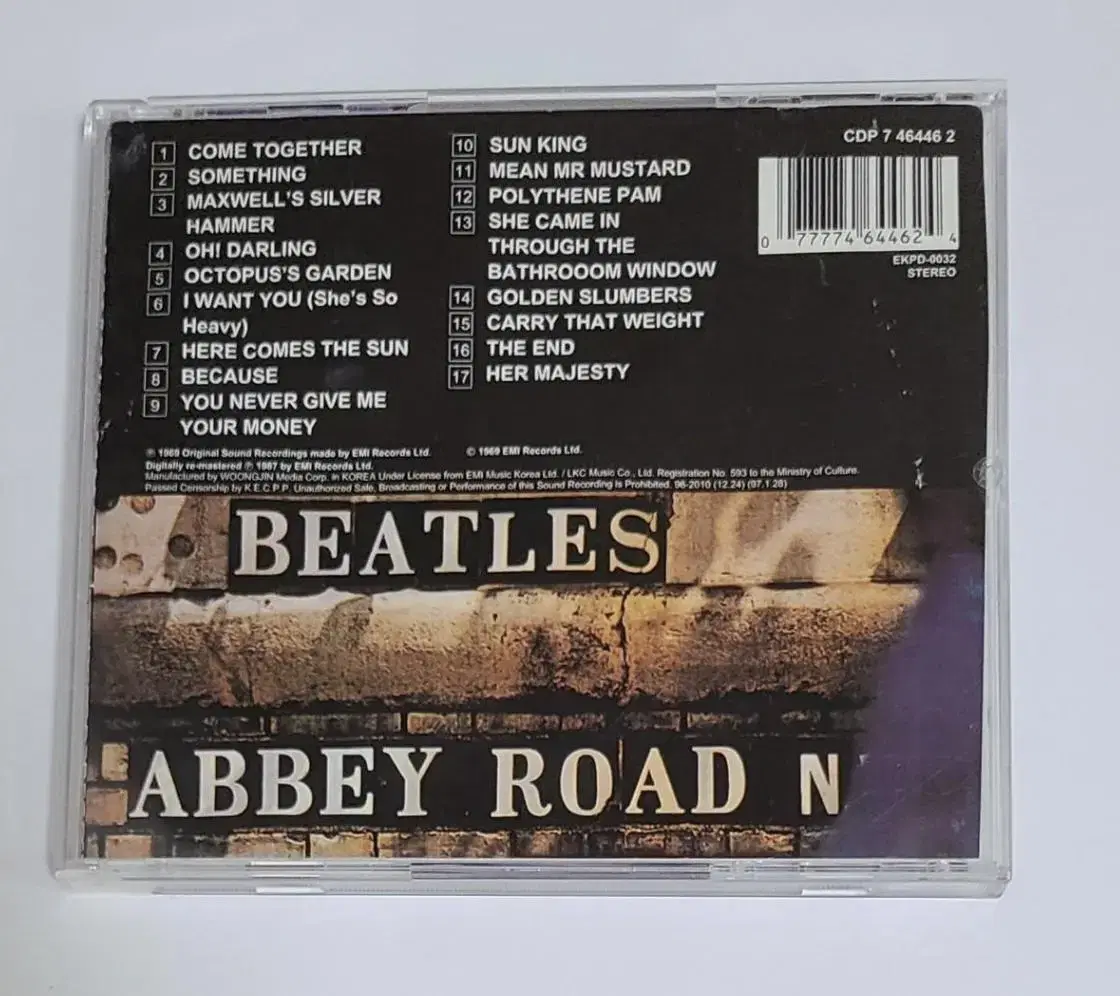 1 COME TOGETHER
2 SOMETHING
3 MAXWELL'S SILVER
HAMMER
4 OH! DARLING
5 OCTOPUS'S GARDEN
6 I WANT YOU (She's So
Heavy)
7 HERE COMES THE SUN
8 BECAUSE
9 YOU NEVER GIVE ME
YOUR MONEY
10 SUN KING
11 MEAN MR MUSTARD
12 POLYTHENE PAM
13 SHE CAME IN
THROUGH THE
BATHROOOM WINDOW
14 GOLDEN SLUMBERS
15 CARRY THAT WEIGHT
16 THE END
17 HER MAJESTY
CDP 7 46446 2
0 77774 64462 4
EKPD-0032
STEREO
℗ 1969 Original Sound Recordings made by EMI Records Ltd. © 1969 EMI Records Ltd.
Digitally re-mastered ℗ 1987 by EMI Records Ltd.
Manufactured by WOONGJIN Media Corp. in KOREA Under License from EMI Music Korea Ltd. / LKC Music Co., Ltd. Registration No. 593 to the Ministry of Culture.
Passed Censorship by K.E.C.P.P. Unauthorized Sale, Broadcasting or Performance of this Sound Recording is Prohibited. 96-2010 (12.24) (97.1.28)
BEATLES
ABBEY ROAD N